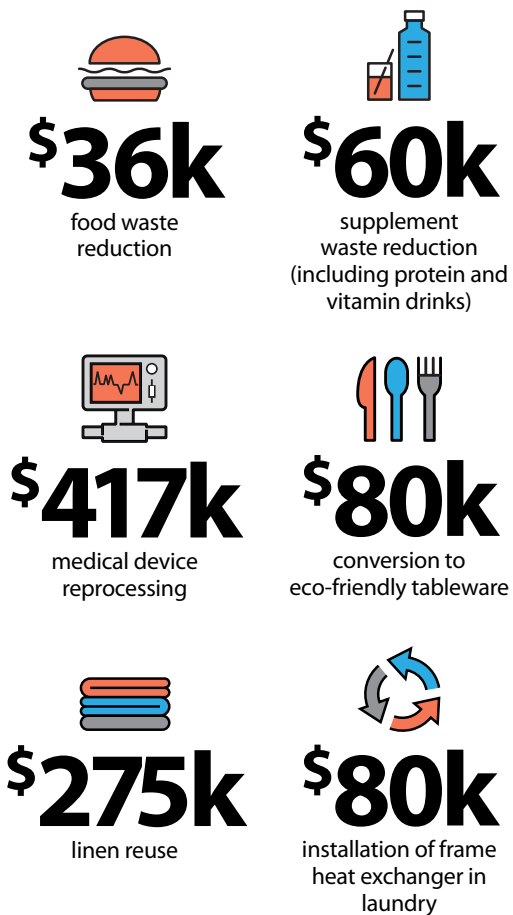 $36k
food waste
reduction
$60k
supplement
waste reduction
(including protein and
vitamin drinks)
$417k
medical device
reprocessing
$80k
conversion to
eco-friendly tableware
$275k
linen reuse
$80k
installation of frame
heat exchanger in
laundry